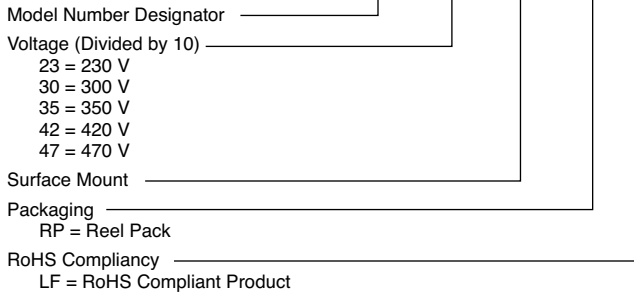 Model Number Designator
Voltage (Divided by 10)
23 = 230 V
30 = 300 V
35 = 350 V
42 = 420 V
47 = 470 V
Surface Mount
Packaging
RP = Reel Pack
RoHS Compliancy
LF = RoHS Compliant Product